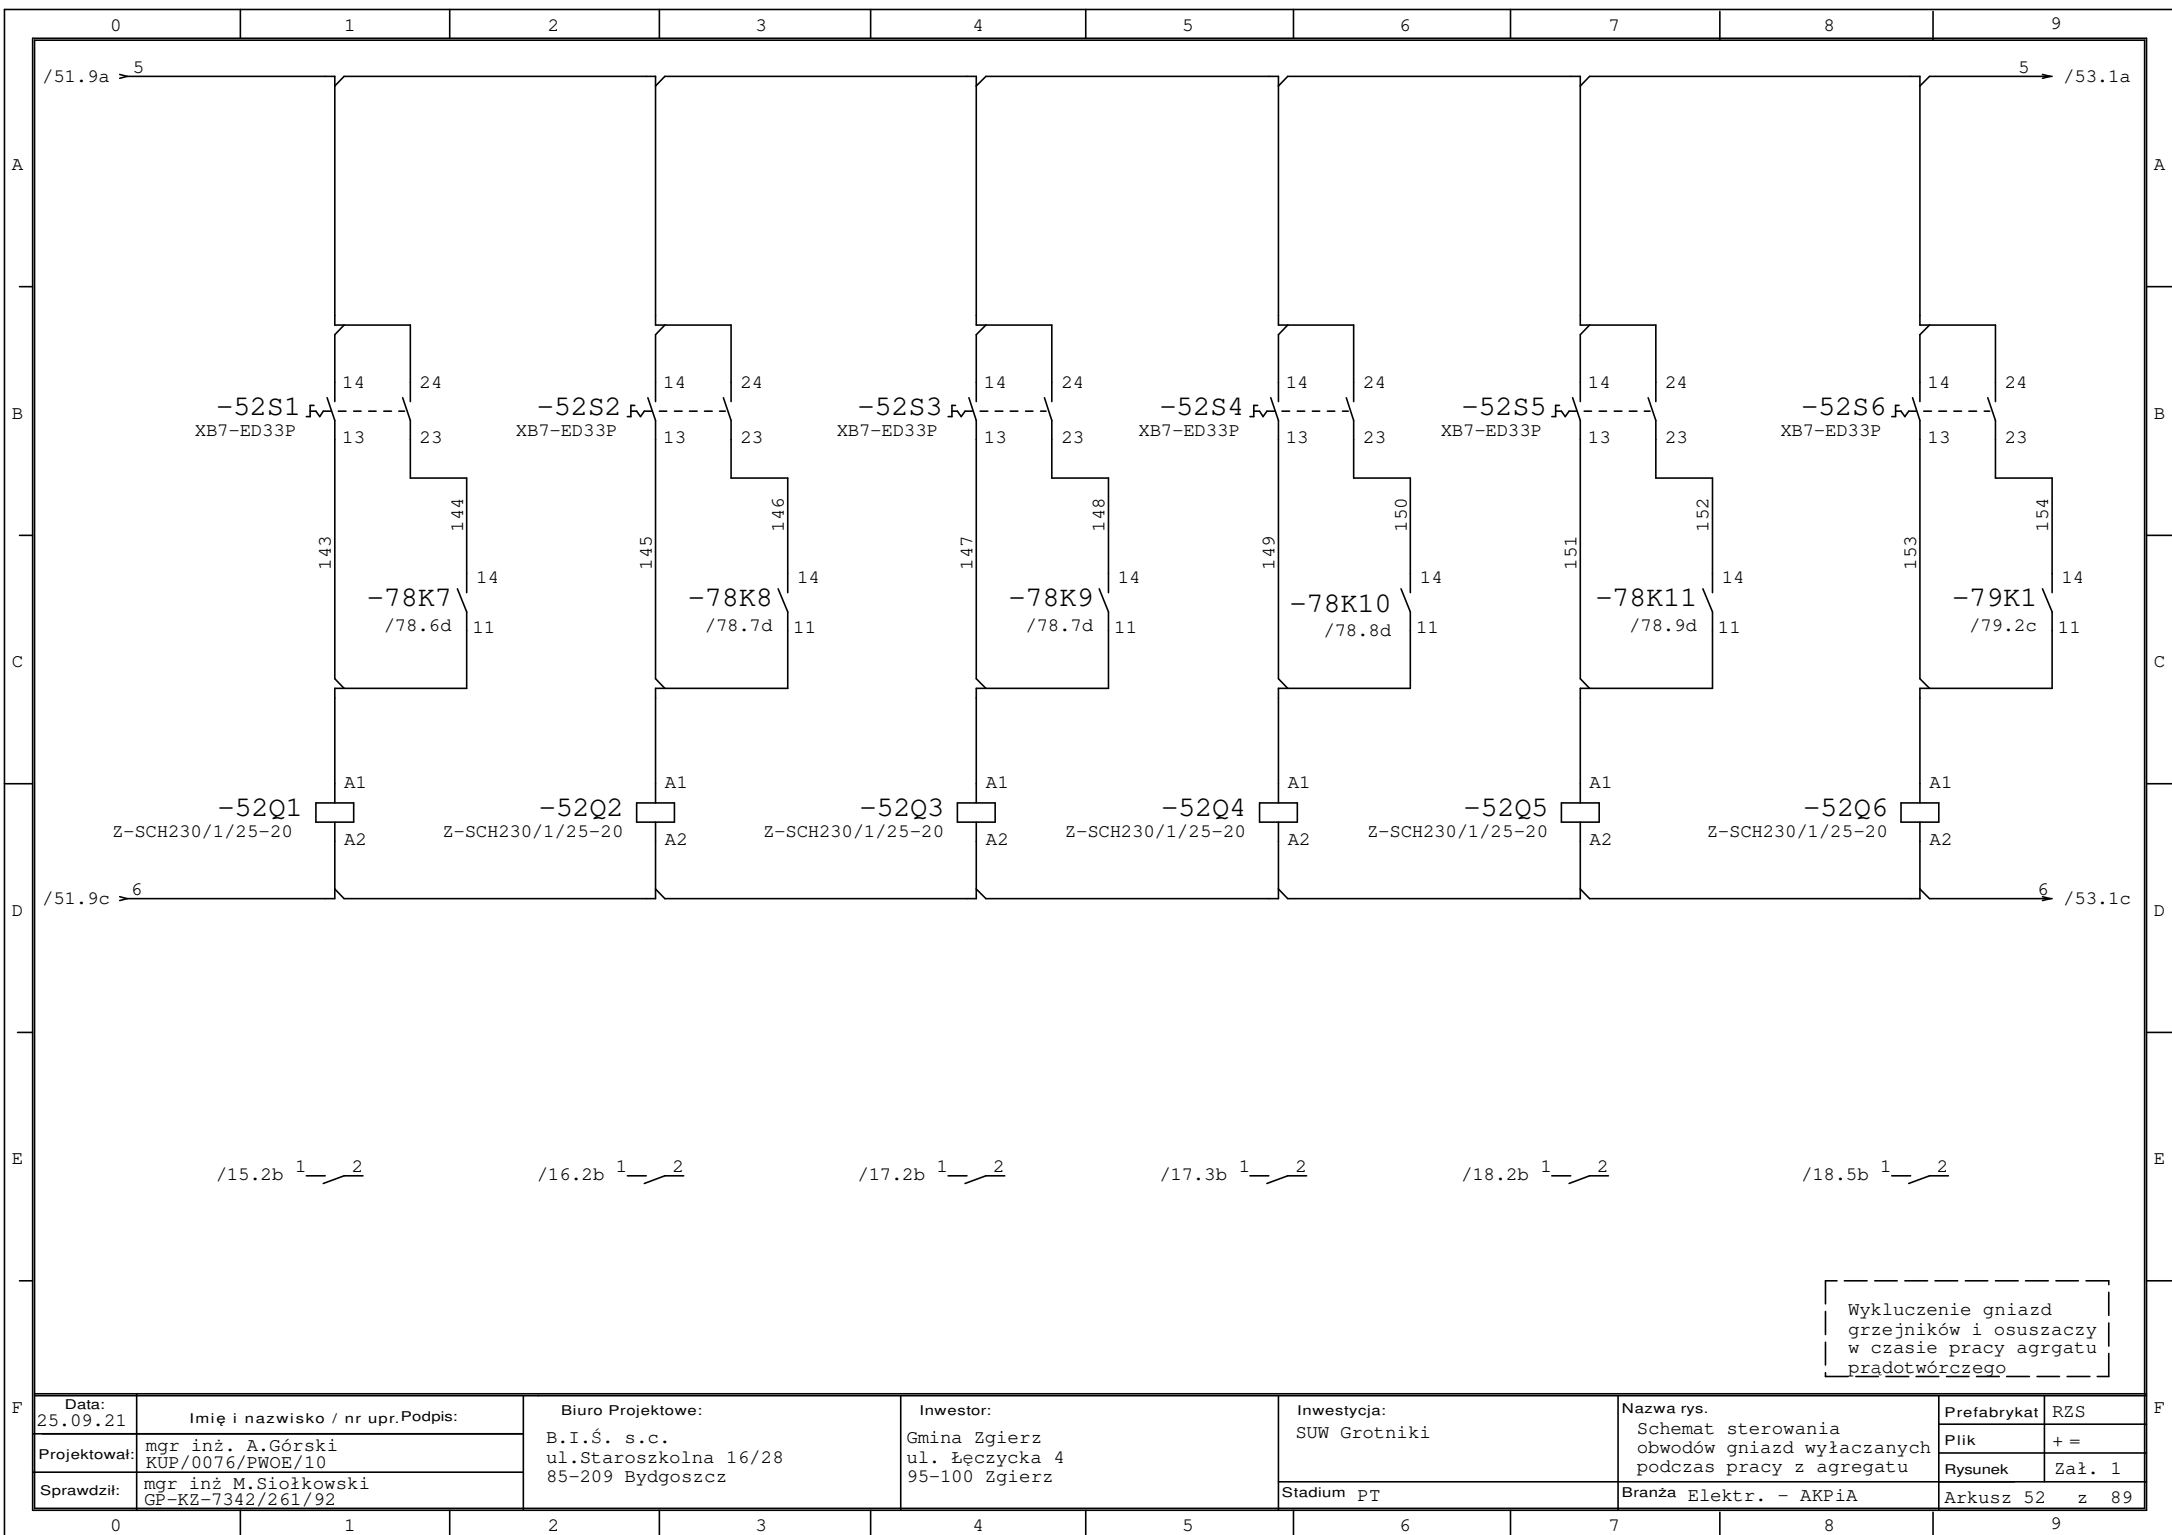 0 1 2 3 4 5 6 7 8 9
/51.9a 5 5 /53.1a
A A
14 24 14 24 14 24 14 24 14 24 14 24
B -52S1 -52S2 -52S3 -52S4 -52S5 -52S6 B
XB7-ED33P XB7-ED33P XB7-ED33P XB7-ED33P XB7-ED33P XB7-ED33P
13 23 13 23 13 23 13 23 13 23 13 23
144 146 148 150 152 154
143 145 147 149 151 153
14 14 14 14 14 14
-78K7 -78K8 -78K9 -78K10 -78K11 -79K1
/78.6d 11 /78.7d 11 /78.7d 11 /78.8d 11 /78.9d 11 /79.2c 11
C C
A1 A1 A1 A1 A1 A1
-52Q1 -52Q2 -52Q3 -52Q4 -52Q5 -52Q6
Z-SCH230/1/25-20 Z-SCH230/1/25-20 Z-SCH230/1/25-20 Z-SCH230/1/25-20 Z-SCH230/1/25-20 Z-SCH230/1/25-20
A2 A2 A2 A2 A2 A2
/51.9c 6 6 /53.1c
D D
E E
/15.2b 1 2 /16.2b 1 2 /17.2b 1 2 /17.3b 1 2 /18.2b 1 2 /18.5b 1 2
Wykluczenie gniazd
grzejników i osuszaczy
w czasie pracy agrgatu
prądotwórczego
F F
Data:
25.09.21
Imię i nazwisko / nr upr. Podpis:
Projektował:
mgr inż. A.Górski
KUP/0076/PWOE/10
Sprawdził:
mgr inż M.Siołkowski
GP-KZ-7342/261/92
Biuro Projektowe:
B.I.Ś. s.c.
ul.Staroszkolna 16/28
85-209 Bydgoszcz
Inwestor:
Gmina Zgierz
ul. Łęczycka 4
95-100 Zgierz
Inwestycja:
SUW Grotniki
Stadium PT
Nazwa rys.
Schemat sterowania
obwodów gniazd wyłaczanych
podczas pracy z agregatu
Branża Elektr. - AKPiA
Prefabrykat RZS
Plik + =
Rysunek Zał. 1
Arkusz 52 z 89
0 1 2 3 4 5 6 7 8 9